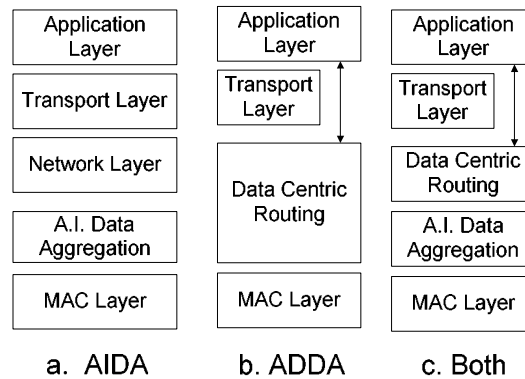 Application
Layer
Transport Layer
Network Layer
A.I. Data
Aggregation
MAC Layer
a. AIDA
Application
Layer
Transport
Layer
Data Centric
Routing
MAC Layer
b. ADDA
Application
Layer
Transport
Layer
Data Centric
Routing
A.I. Data
Aggregation
MAC Layer
c. Both